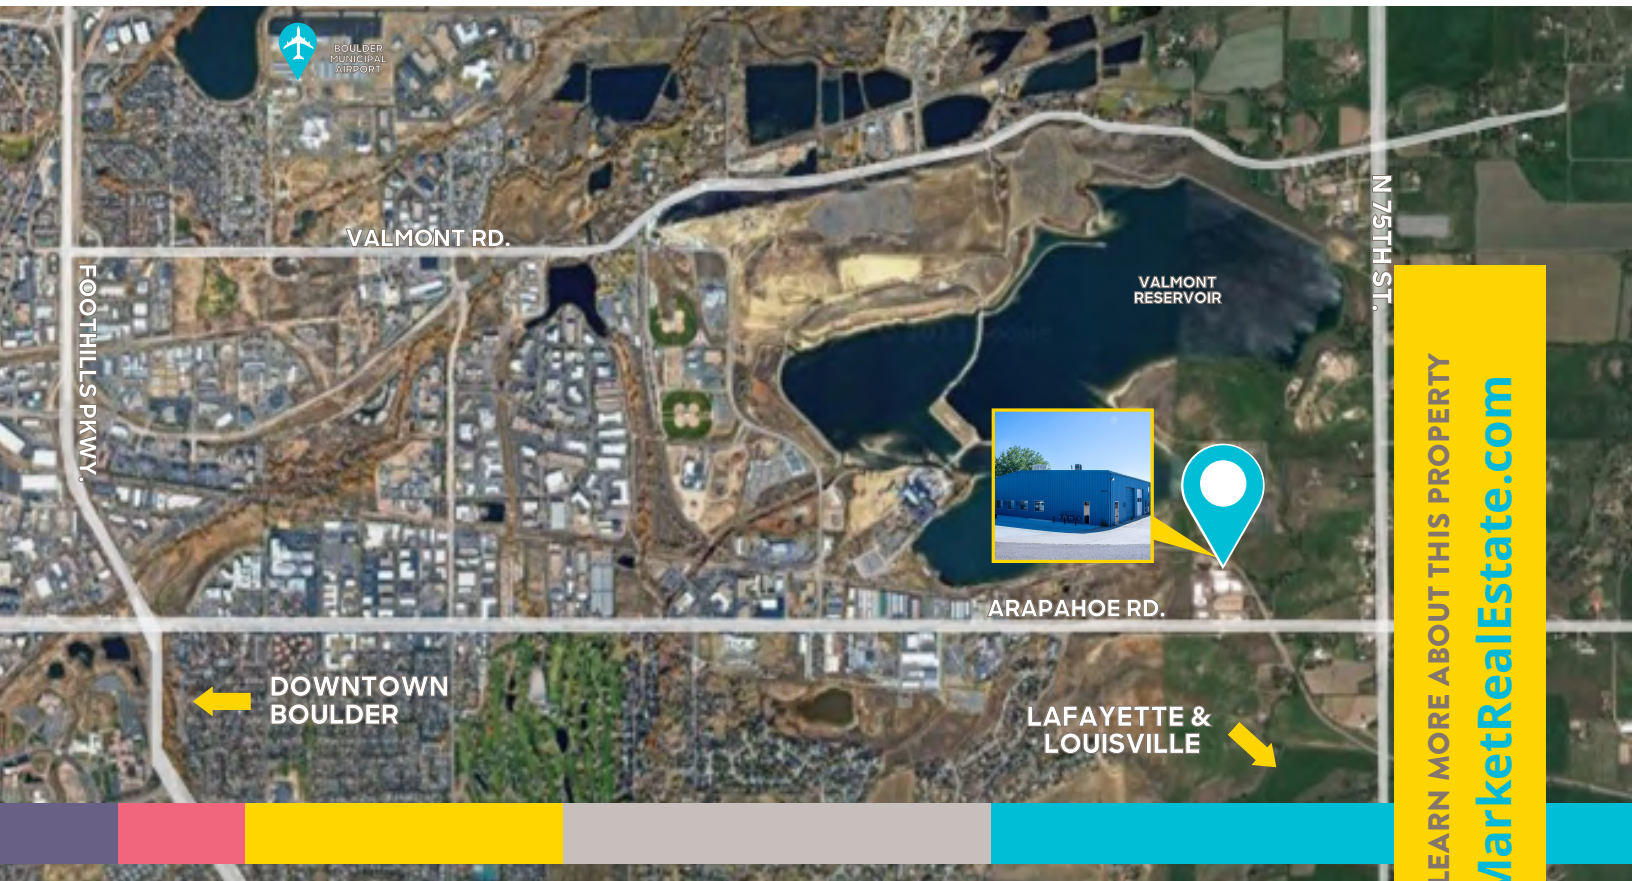 BOULDER
MUNICIPAL
AIRPORT
VALMONT RD.
FOOTHILLS PKWY.
N 75TH ST.
VALMONT
RESERVOIR
ARAPAHOE RD.
DOWNTOWN
BOULDER
LAFAYETTE &
LOUISVILLE
LEARN MORE ABOUT THIS PROPERTY
MarketRealEstate.com